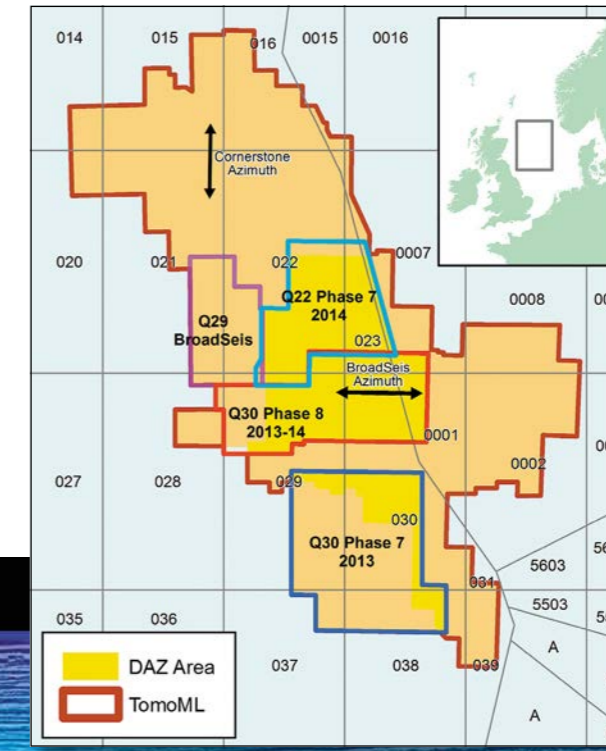 014
015
016
0015
0016
Cornerstone
Azimuth
020
021
022
0007
0008
Q29
BroadSeis
Q22 Phase 7
2014
023
BroadSeis
Azimuth
Q30 Phase 8
2013-14
0001
0002
027
028
029
030
Q30 Phase 7
2013
031
5603
5503
035
036
037
038
039
A
A
DAZ Area
TomoML